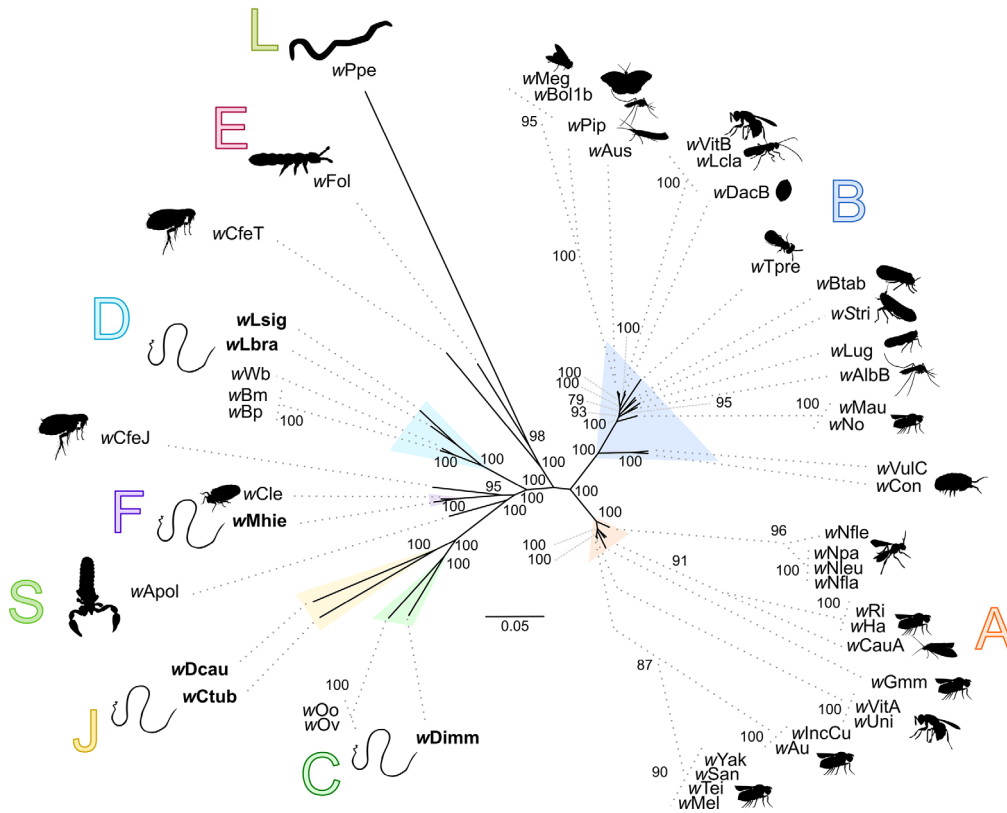 L
wPpe
wMeg
wBol1b
95
wPip
wAus
E
wFol
wVitB
wLcla
100
wDacB
B
wCfeT
100
wTpre
wBtab
wStri
D
wLsig
wLbra
100
wLug
wWb
wAlbB
wBm
wBp
100
100
100
79
93
95
100
wMau
wNo
100
wCfeJ
98
100
100
100
100
100
100
wVulC
wCon
F
wCle
wMhie
95
100
100
100
100
100
100
96
wNfle
wNpa
wNleu
wNfla
100
100
100
91
100
100
100
S
wApol
0.05
100
wRi
wHa
wCauA
A
wDcau
wCtub
87
wGmm
J
100
wOo
wOv
wDimm
C
100
wVitA
wUni
wIncCu
100
wAu
90
wYak
wSan
wTei
wMel